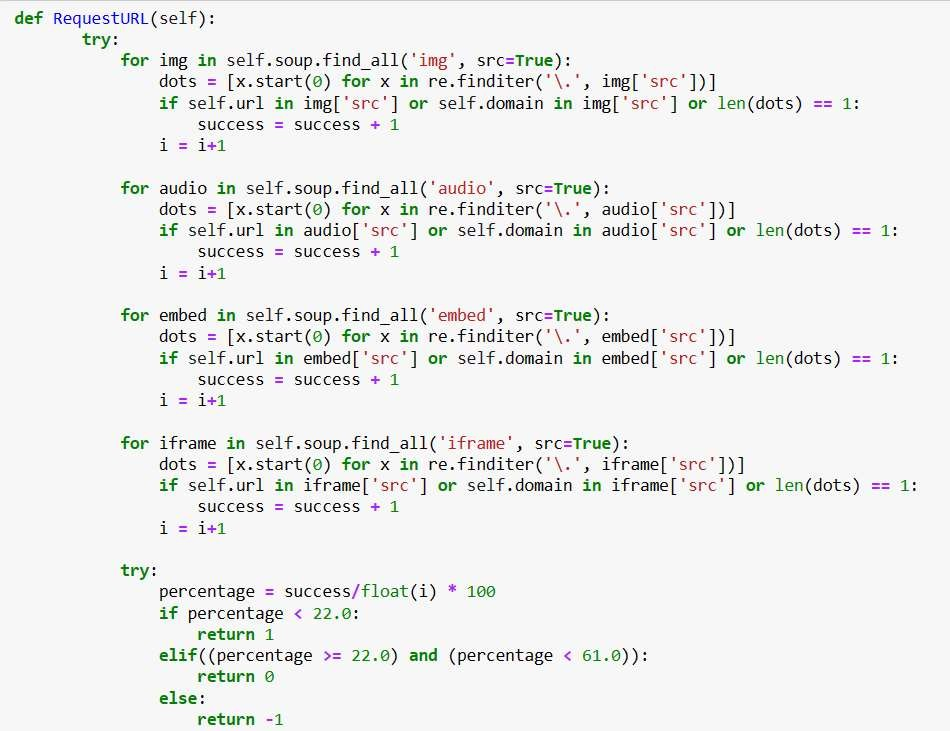 def RequestURL(self):
try:
for img in self.soup.find_all('img', src=True):
dots = [x.start(0) for x in re.finditer('\.', img['src'])]
if self.url in img['src'] or self.domain in img['src'] or len(dots) == 1:
success = success + 1
i = i+1
for audio in self.soup.find_all('audio', src=True):
dots = [x.start(0) for x in re.finditer('\.', audio['src'])]
if self.url in audio['src'] or self.domain in audio['src'] or len(dots) == 1:
success = success + 1
i = i+1
for embed in self.soup.find_all('embed', src=True):
dots = [x.start(0) for x in re.finditer('\.', embed['src'])]
if self.url in embed['src'] or self.domain in embed['src'] or len(dots) == 1:
success = success + 1
i = i+1
for iframe in self.soup.find_all('iframe', src=True):
dots = [x.start(0) for x in re.finditer('\.', iframe['src'])]
if self.url in iframe['src'] or self.domain in iframe['src'] or len(dots) == 1:
success = success + 1
i = i+1
try:
percentage = success/float(i) * 100
if percentage < 22.0:
return 1
elif((percentage >= 22.0) and (percentage < 61.0)):
return 0
else:
return -1